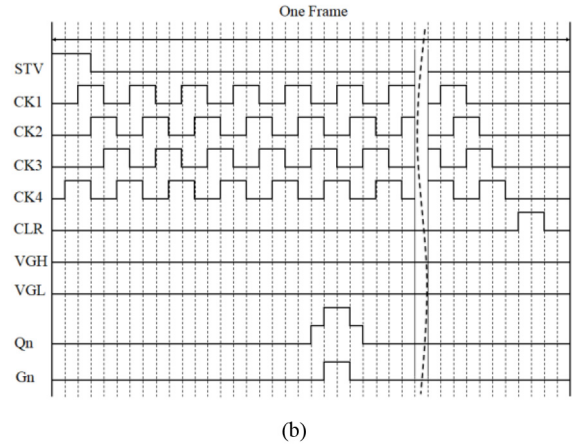 One Frame
STV
CK1
CK2
CK3
CK4
CLR
VGH
VGL
Qn
Gn
(b)